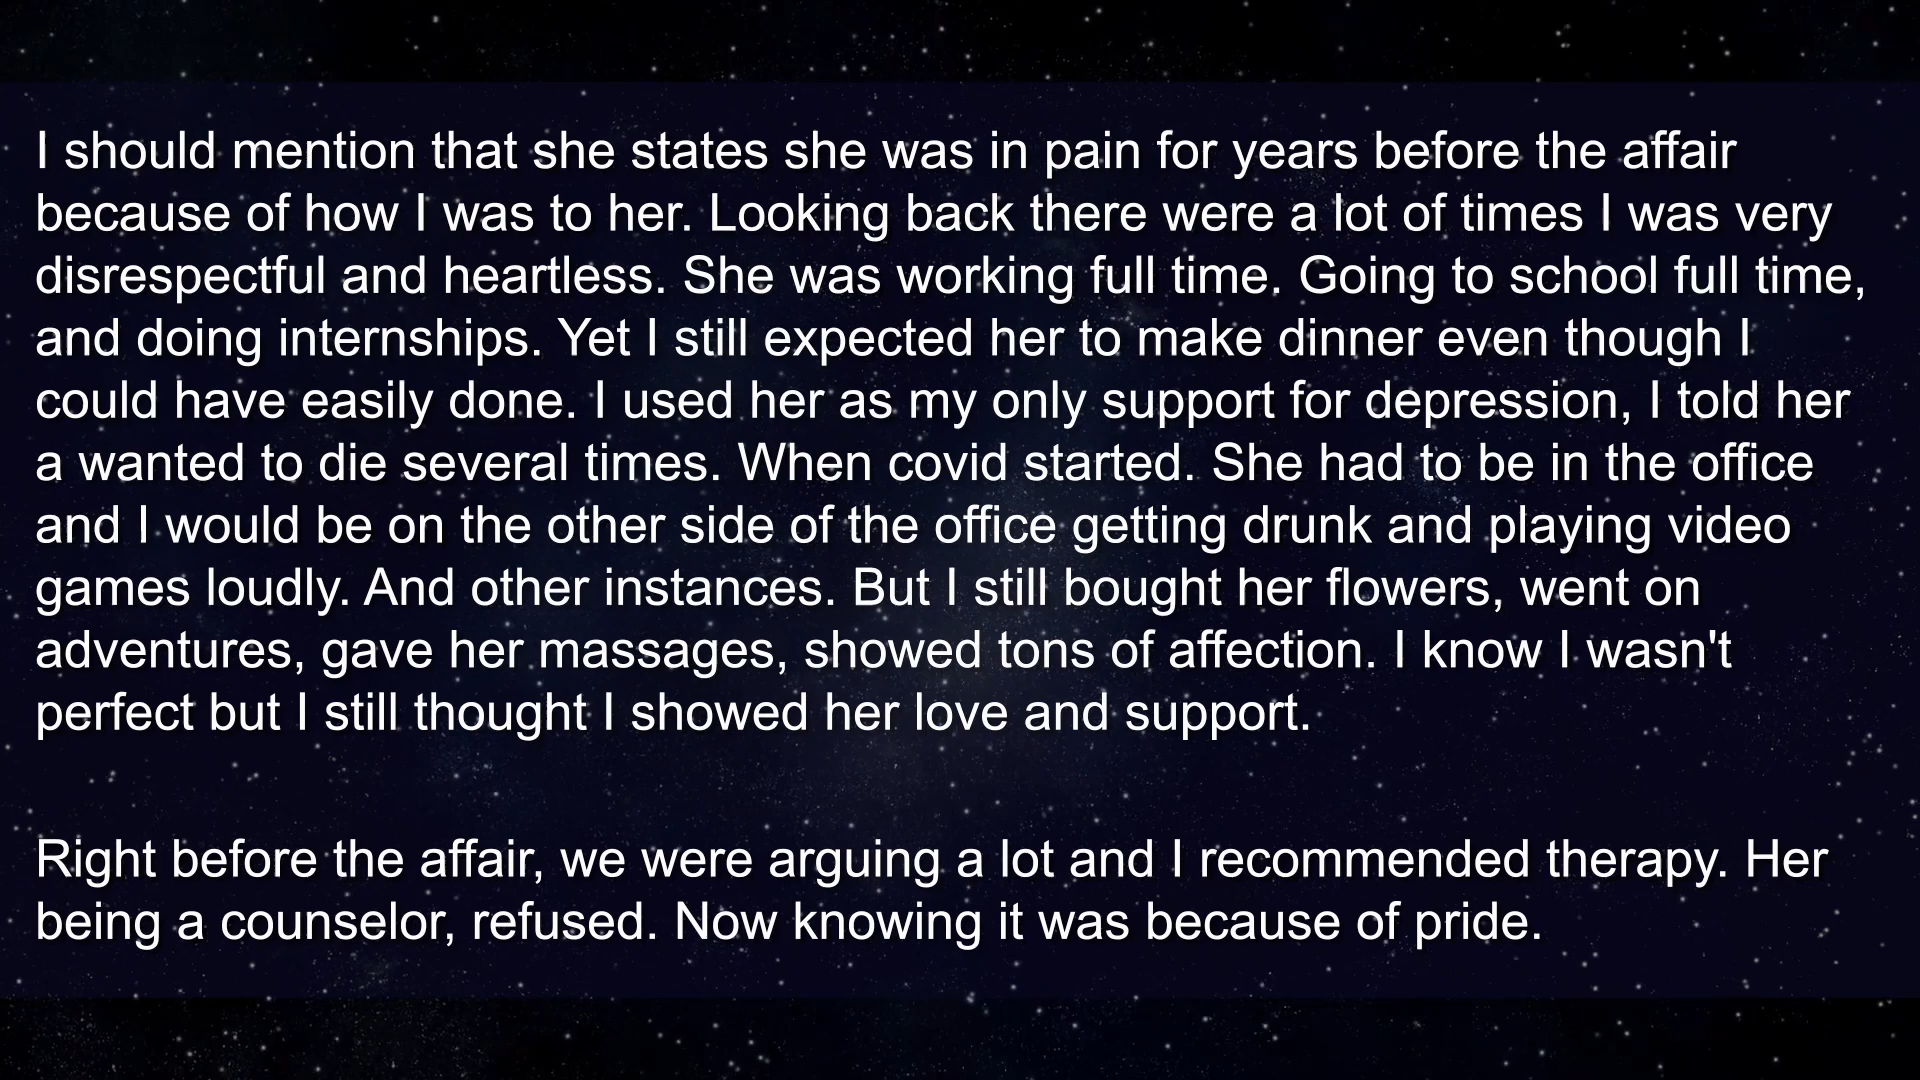 I should mention that she states she was in pain for years before the affair
because of how I was to her. Looking back there were a lot of times I was very
disrespectful and heartless. She was working full time. Going to school full time,
and doing internships. Yet I still expected her to make dinner even though I
could have easily done. I used her as my only support for depression, I told her
a wanted to die several times. When covid started. She had to be in the office
and I would be on the other side of the office getting drunk and playing video
games loudly. And other instances. But I still bought her flowers, went on
adventures, gave her massages, showed tons of affection. I know I wasn't
perfect but I still thought I showed her love and support.
Right before the affair, we were arguing a lot and I recommended therapy. Her
being a counselor, refused. Now knowing it was because of pride.